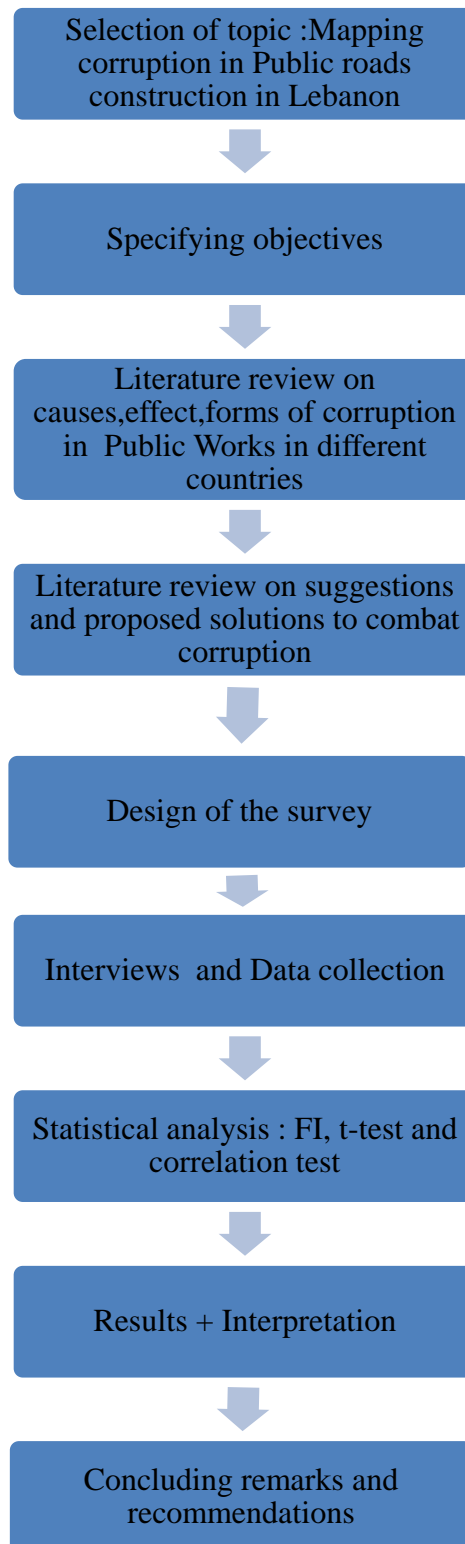 Selection of topic :Mapping
corruption in Public roads
construction in Lebanon
Specifying objectives
Literature review on
causes,effect,forms of corruption
in Public Works in different
countries
Literature review on suggestions
and proposed solutions to combat
corruption
Design of the survey
Interviews and Data collection
Statistical analysis : FI, t-test and
correlation test
Results + Interpretation
Concluding remarks and
recommendations